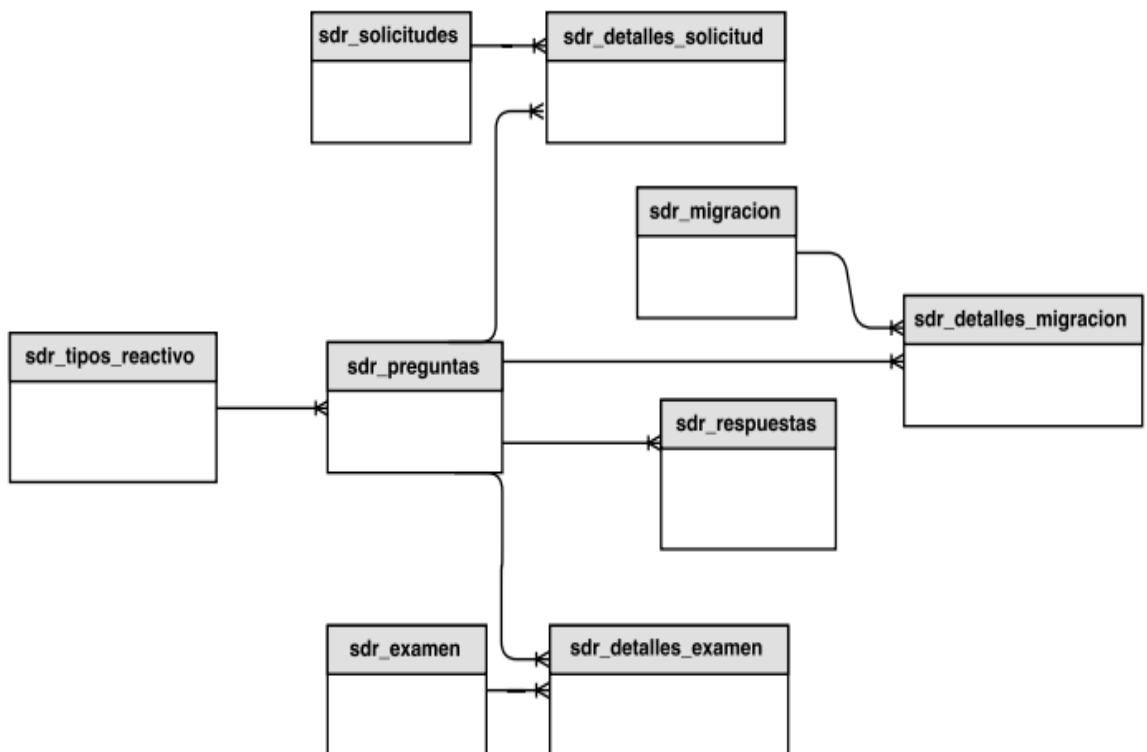 sdr_solicitudes
sdr_detalles_solicitud
sdr_migracion
sdr_detalles_migracion
sdr_tipos_reactivo
sdr_preguntas
sdr_respuestas
sdr_examen
sdr_detalles_examen